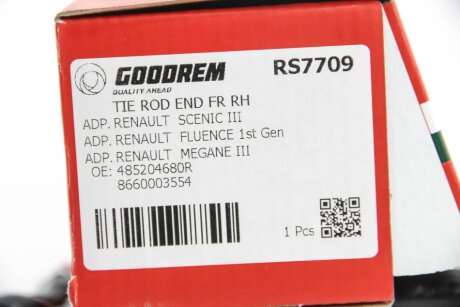 GOODREM
QUALITY AHEAD
RS7709
TIE ROD END FR RH
ADP. RENAULT SCENIC III
ADP. RENAULT FLUENCE 1st Gen
ADP. RENAULT MEGANE III
OE: 485204680R
8660003554
1 Pcs